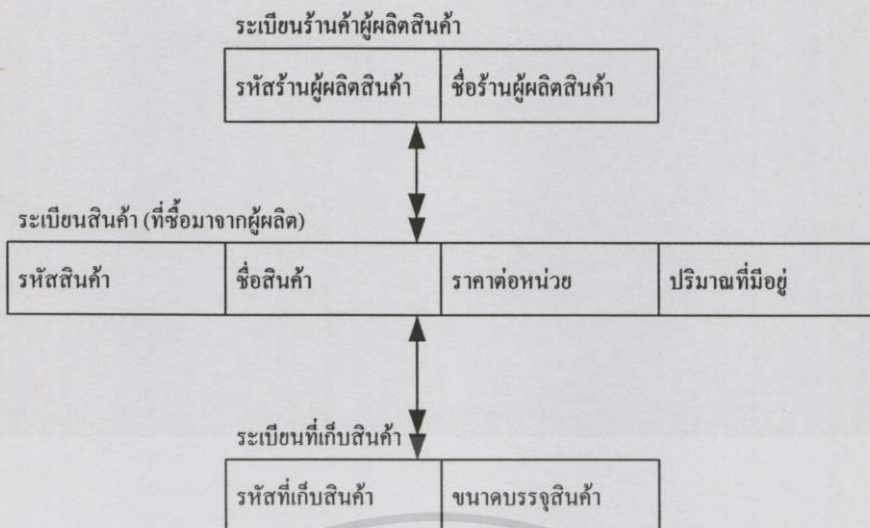 ระเบียนร้านค้าผู้ผลิตสินค้า
รหัสร้านผู้ผลิตสินค้า ชื่อร้านผู้ผลิตสินค้า
ระเบียนสินค้า (ที่ซื้อมาจากผู้ผลิต)
รหัสสินค้า ชื่อสินค้า ราคาต่อหน่วย ปริมาณที่มีอยู่
ระเบียนที่เก็บสินค้า
รหัสที่เก็บสินค้า ขนาดบรรจุสินค้า